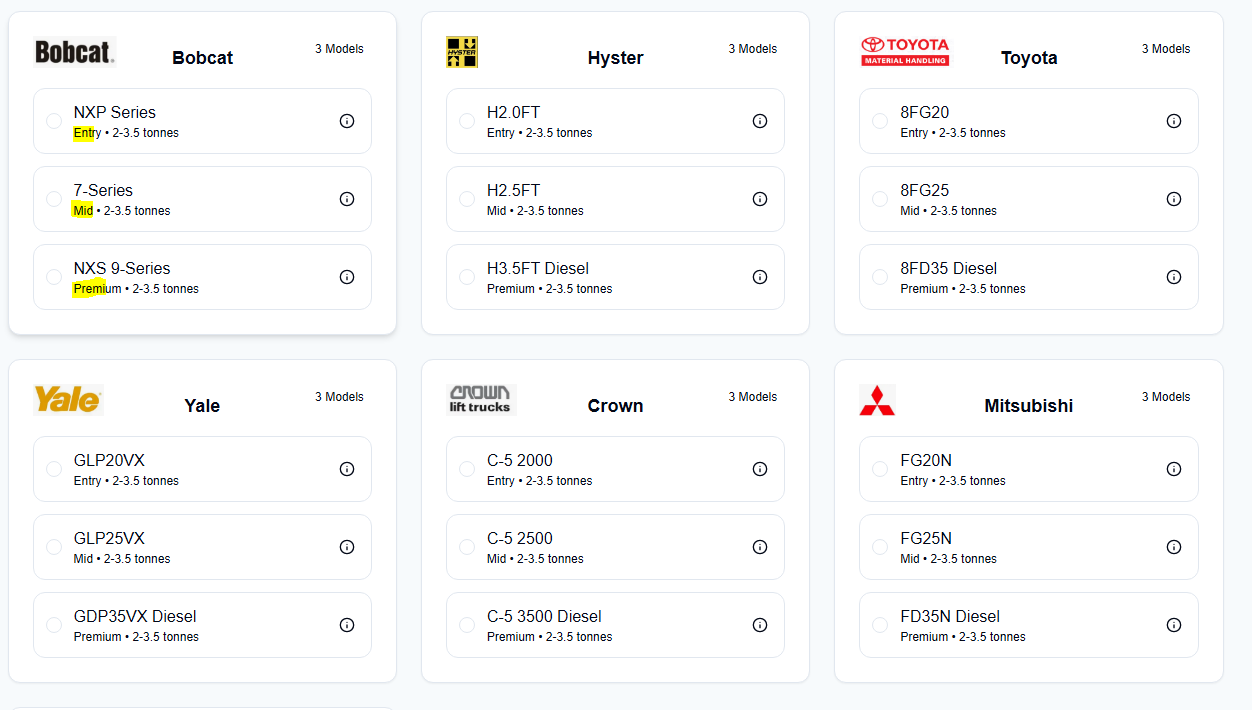 Bobcat.
Bobcat
3 Models
NXP Series
Entry • 2-3.5 tonnes
7-Series
Mid • 2-3.5 tonnes
NXS 9-Series
Premium • 2-3.5 tonnes
HYSTER
Hyster
3 Models
H2.0FT
Entry • 2-3.5 tonnes
H2.5FT
Mid • 2-3.5 tonnes
H3.5FT Diesel
Premium • 2-3.5 tonnes
TOYOTA
MATERIAL HANDLING
Toyota
3 Models
8FG20
Entry • 2-3.5 tonnes
8FG25
Mid • 2-3.5 tonnes
8FD35 Diesel
Premium • 2-3.5 tonnes
Yale
Yale
3 Models
GLP20VX
Entry • 2-3.5 tonnes
GLP25VX
Mid • 2-3.5 tonnes
GDP35VX Diesel
Premium • 2-3.5 tonnes
CROWN
lift trucks
Crown
3 Models
C-5 2000
Entry • 2-3.5 tonnes
C-5 2500
Mid • 2-3.5 tonnes
C-5 3500 Diesel
Premium • 2-3.5 tonnes
Mitsubishi
3 Models
FG20N
Entry • 2-3.5 tonnes
FG25N
Mid • 2-3.5 tonnes
FD35N Diesel
Premium • 2-3.5 tonnes